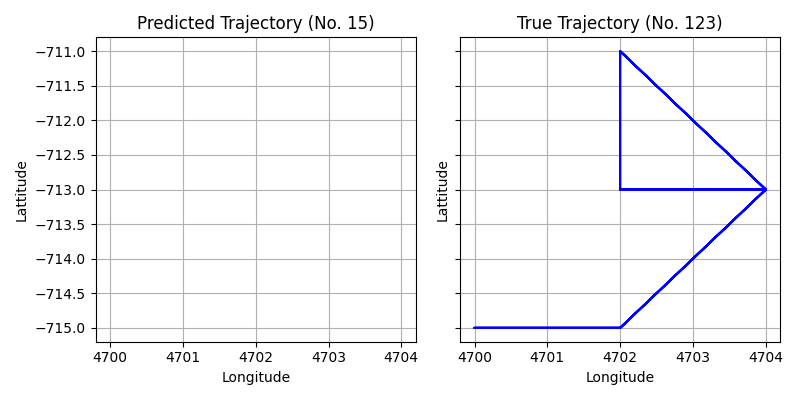 Predicted Trajectory (No. 15)
True Trajectory (No. 123)
−711.0
−711.5
−712.0
−712.5
−713.0
−713.5
−714.0
−714.5
−715.0
Lattitude
Lattitude
4700 4701 4702 4703 4704
4700 4701 4702 4703 4704
Longitude
Longitude